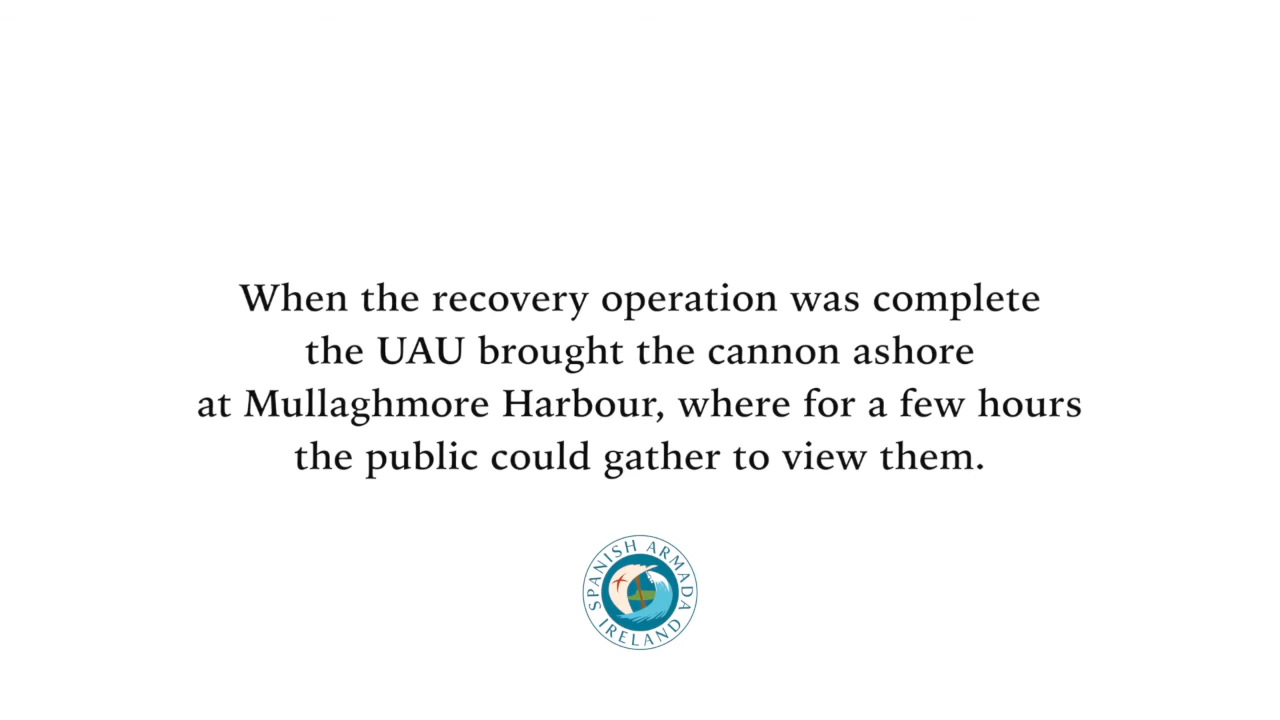 When the recovery operation was complete
the UAU brought the cannon ashore
at Mullaghmore Harbour, where for a few hours
the public could gather to view them.
SPANISH ARMADA
IRELAND